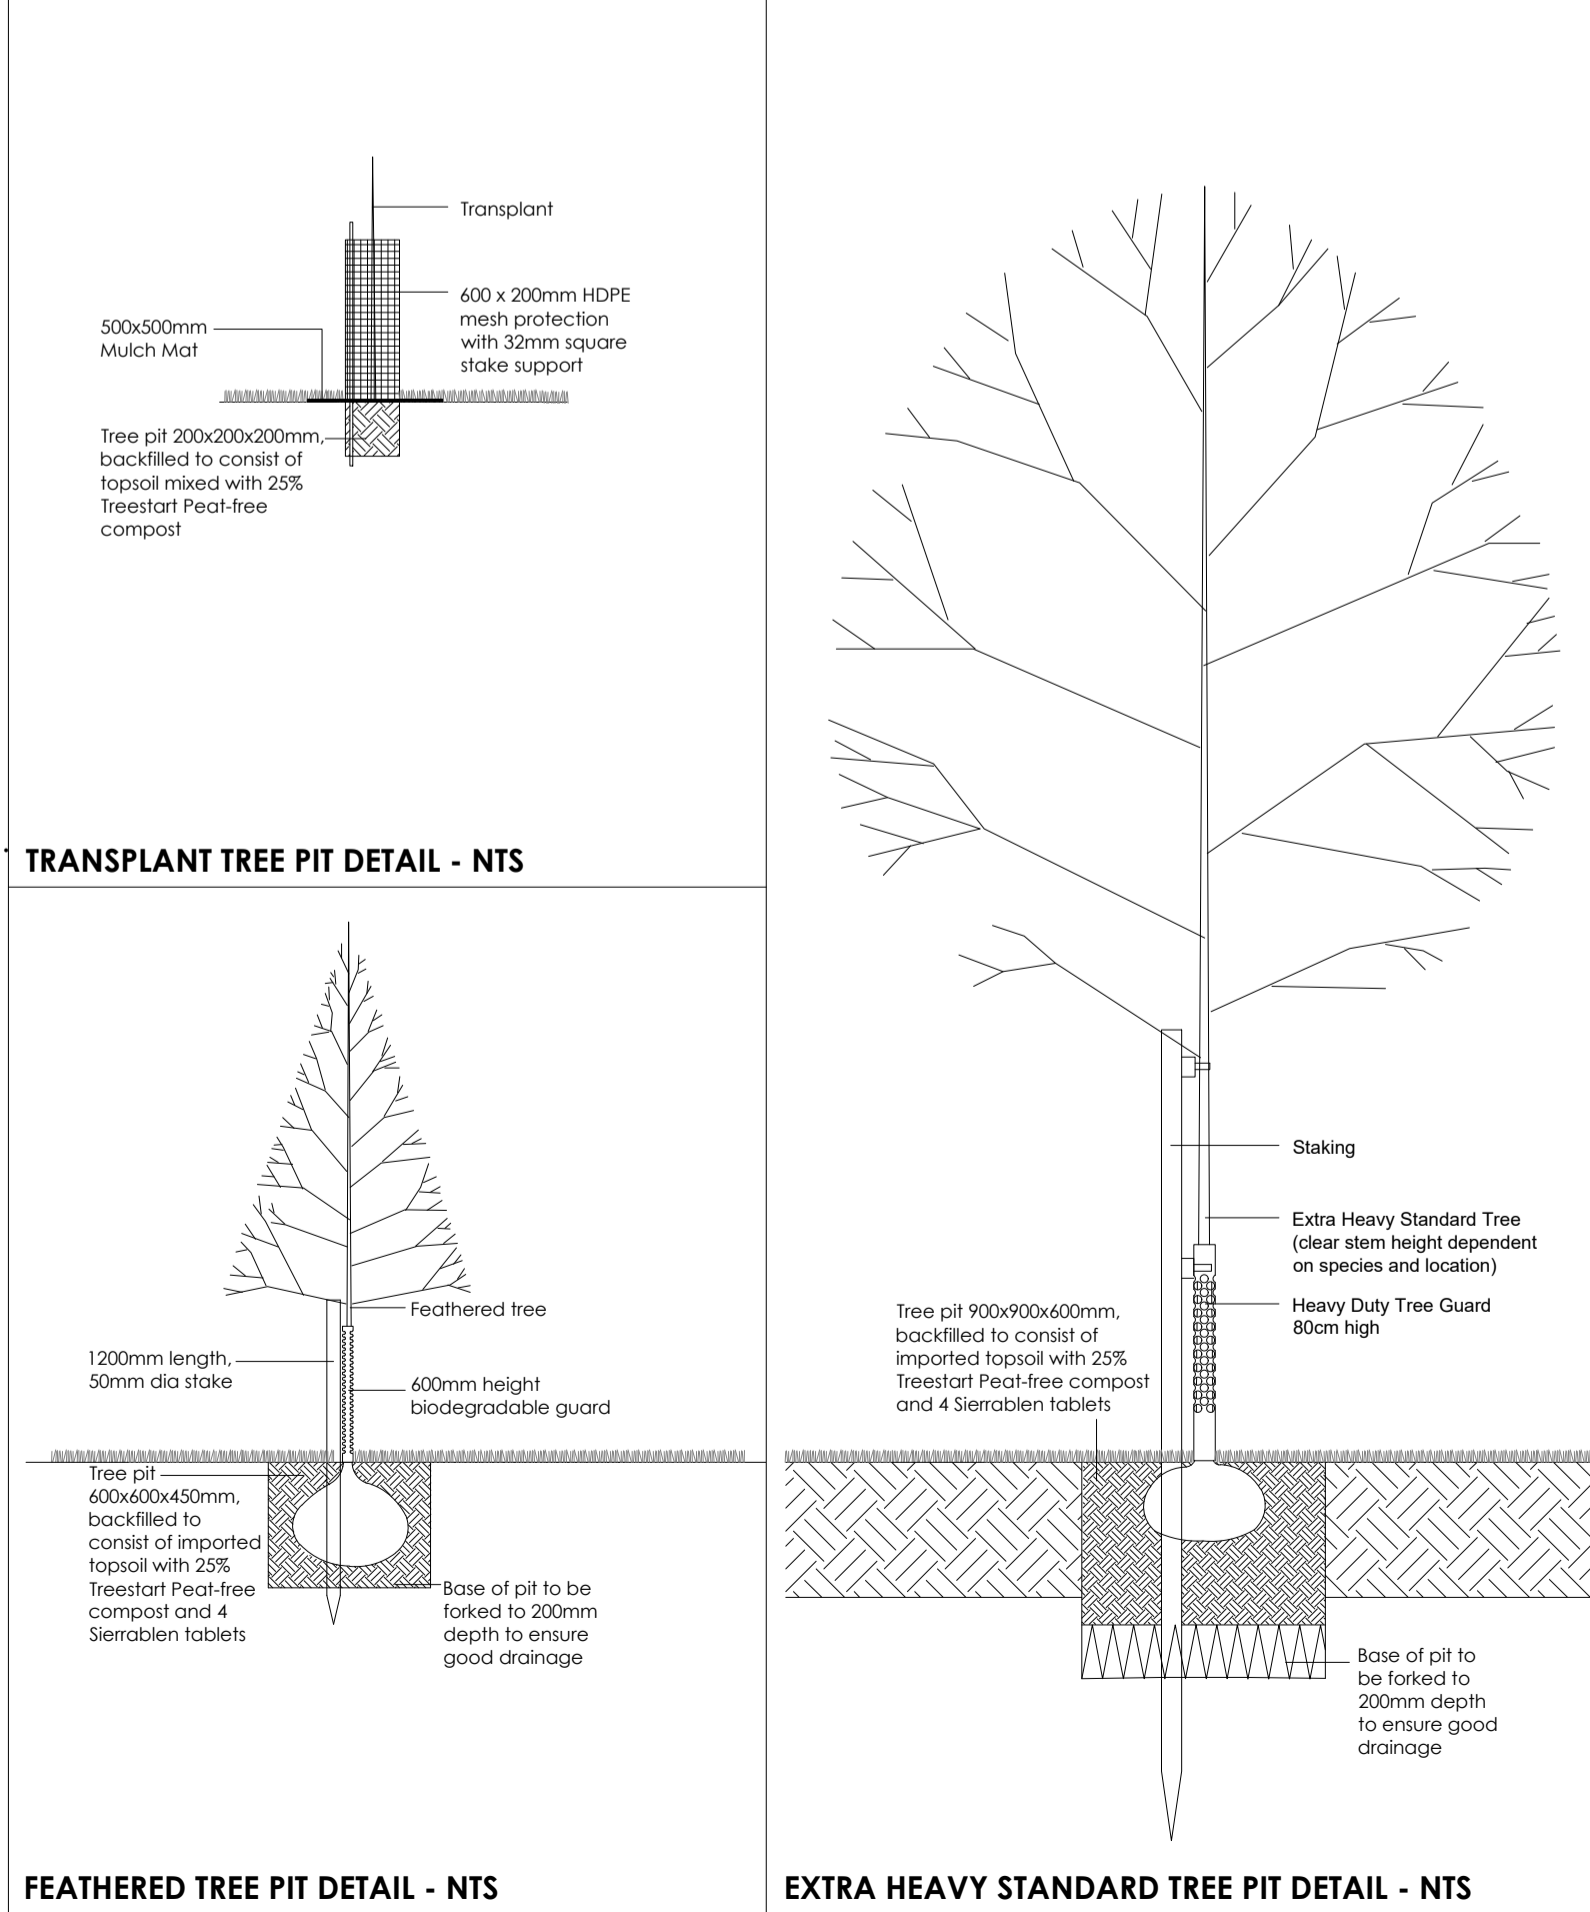 Transplant
600 x 200mm HDPE
mesh protection
with 32mm square
stake support
500x500mm
Mulch Mat
Tree pit 200x200x200mm,
backfilled to consist of
topsoil mixed with 25%
Treestart Peat-free
compost
TRANSPLANT TREE PIT DETAIL - NTS
Feathered tree
1200mm length,
50mm dia stake
600mm height
biodegradable guard
Tree pit
600x600x450mm,
backfilled to
consist of imported
topsoil with 25%
Treestart Peat-free
compost and 4
Sierrablen tablets
Base of pit to be
forked to 200mm
depth to ensure
good drainage
FEATHERED TREE PIT DETAIL - NTS
Staking
Extra Heavy Standard Tree
(clear stem height dependent
on species and location)
Heavy Duty Tree Guard
80cm high
Tree pit 900x900x600mm,
backfilled to consist of
imported topsoil with 25%
Treestart Peat-free compost
and 4 Sierrablen tablets
Base of pit to
be forked to
200mm depth
to ensure good
drainage
EXTRA HEAVY STANDARD TREE PIT DETAIL - NTS